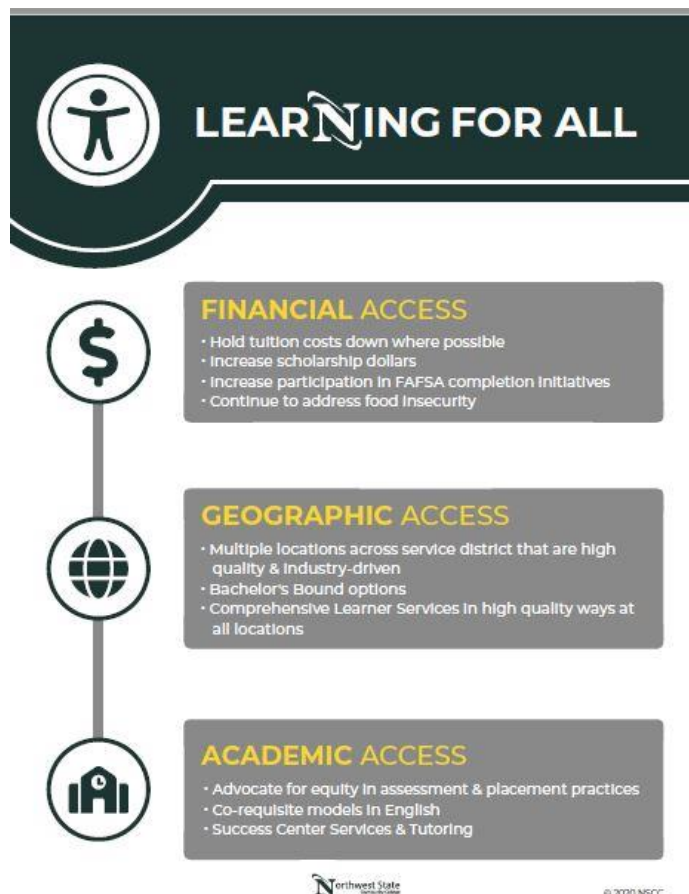 LEARNING FOR ALL
FINANCIAL ACCESS
· Hold tuition costs down where possible
· Increase scholarship dollars
· Increase participation in FAFSA completion initiatives
· Continue to address food insecurity
GEOGRAPHIC ACCESS
· Multiple locations across service district that are high
quality & industry-driven
· Bachelor's Bound options
· Comprehensive Learner Services in high quality ways at
all locations
ACADEMIC ACCESS
· Advocate for equity in assessment & placement practices
· Co-requisite models in English
· Success Center Services & Tutoring
Northwest State
© 2020 NSCC